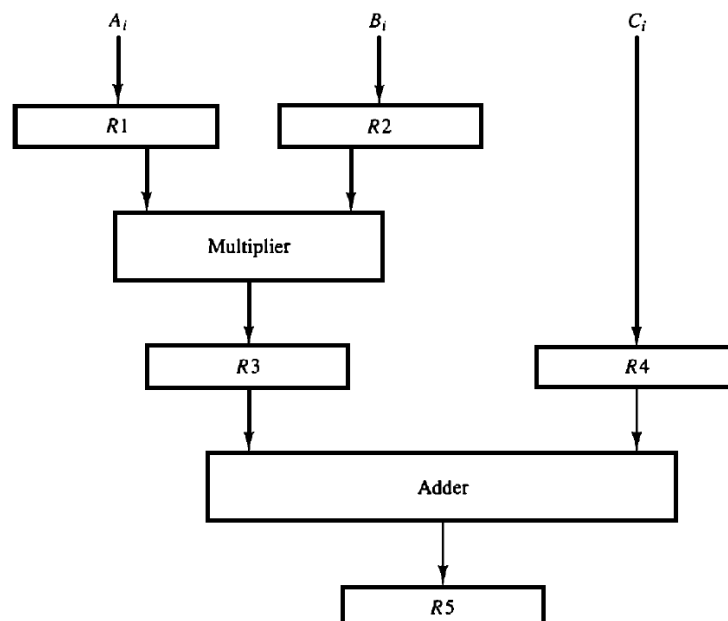 Ai Bi Ci
R1 R2
Multiplier
R3 R4
Adder
R5